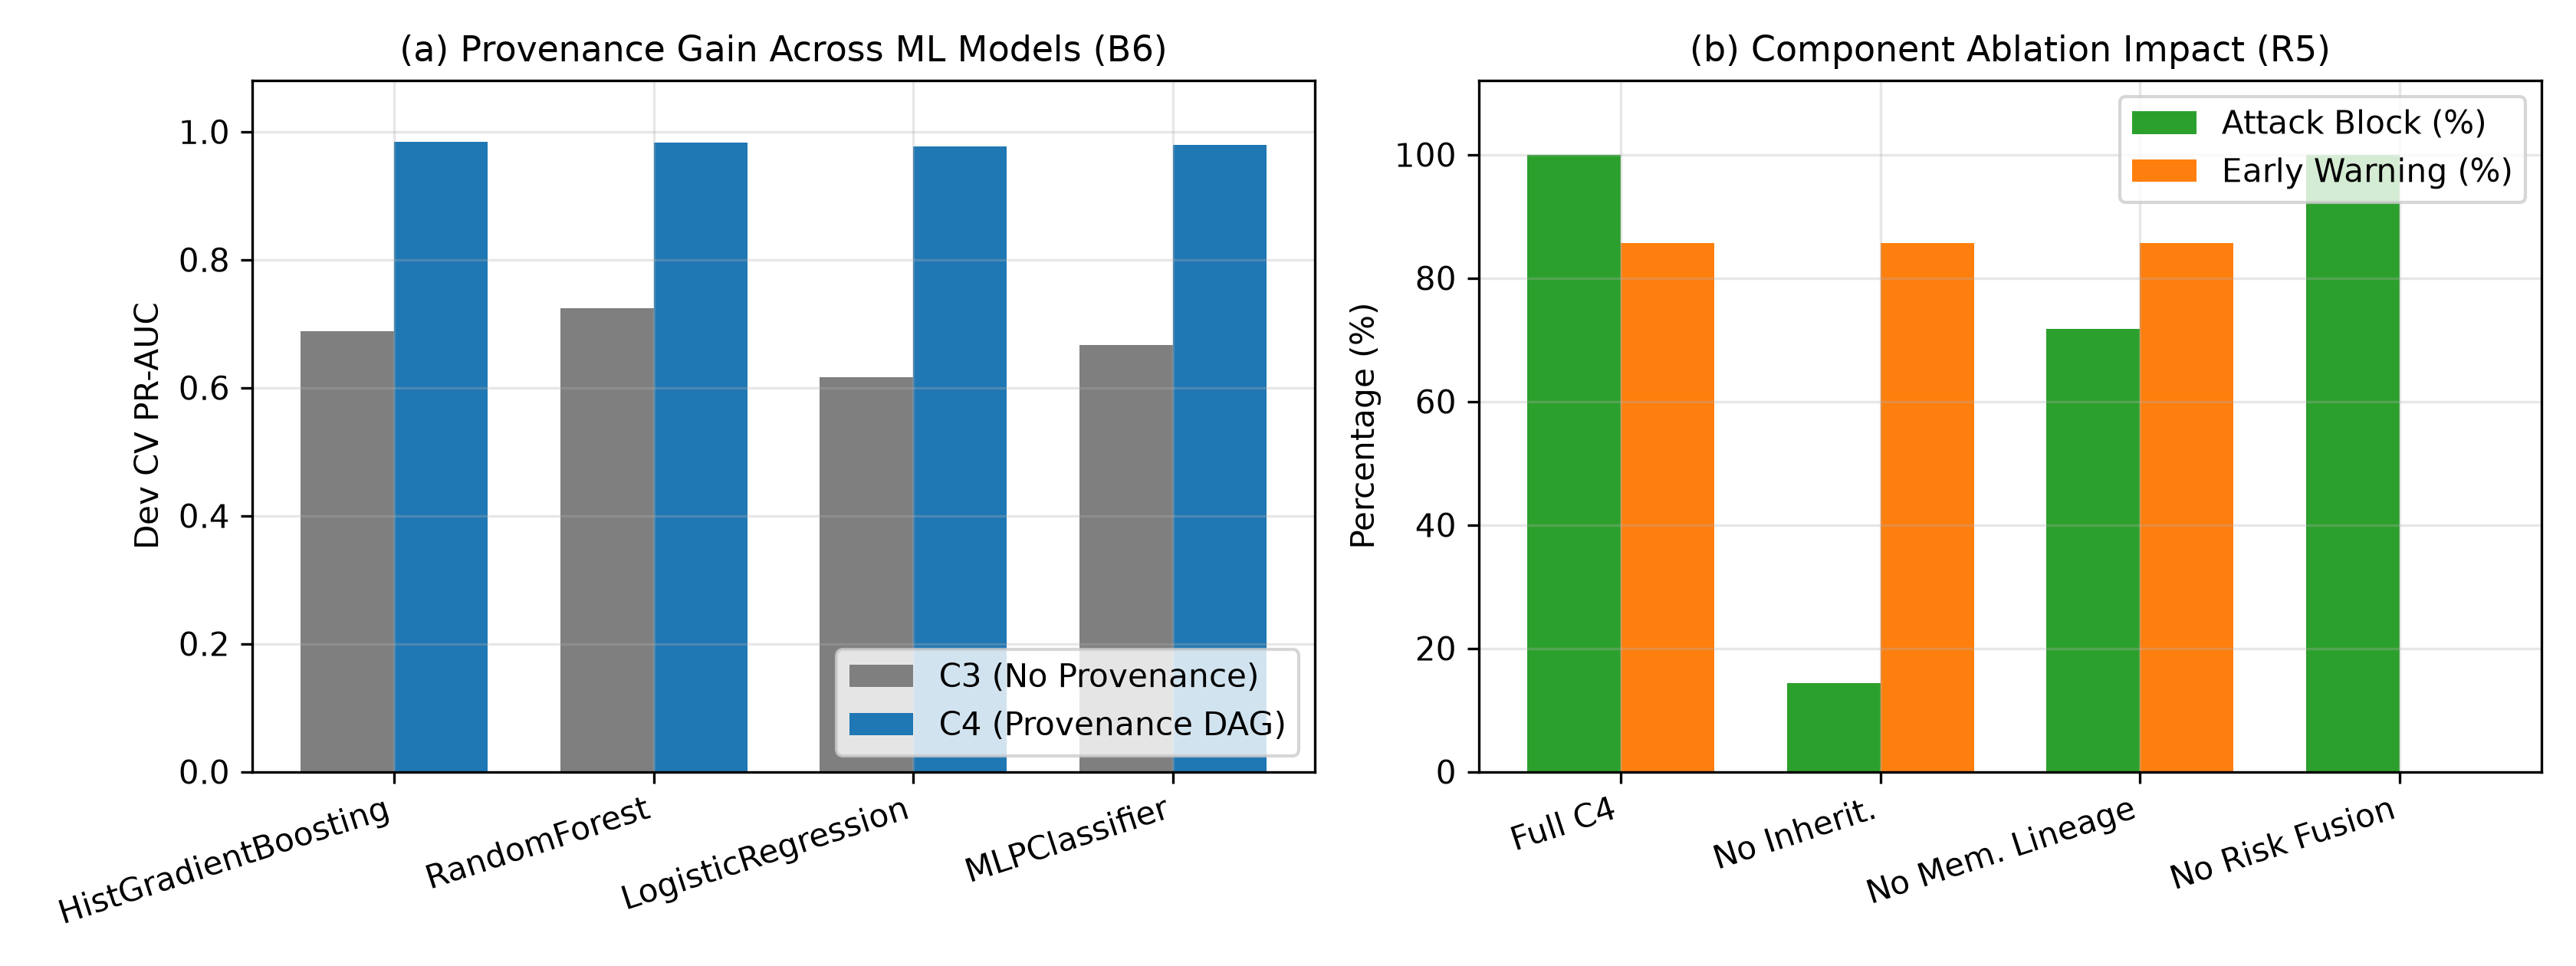 (a) Provenance Gain Across ML Models (B6)
Dev CV PR-AUC
1.0
0.8
0.6
0.4
0.2
0.0
C3 (No Provenance)
C4 (Provenance DAG)
HistGradientBoosting
RandomForest
LogisticRegression
MLPClassifier
(b) Component Ablation Impact (R5)
Percentage (%)
100
80
60
40
20
0
Attack Block (%)
Early Warning (%)
Full C4
No Inherit.
No Mem. Lineage
No Risk Fusion